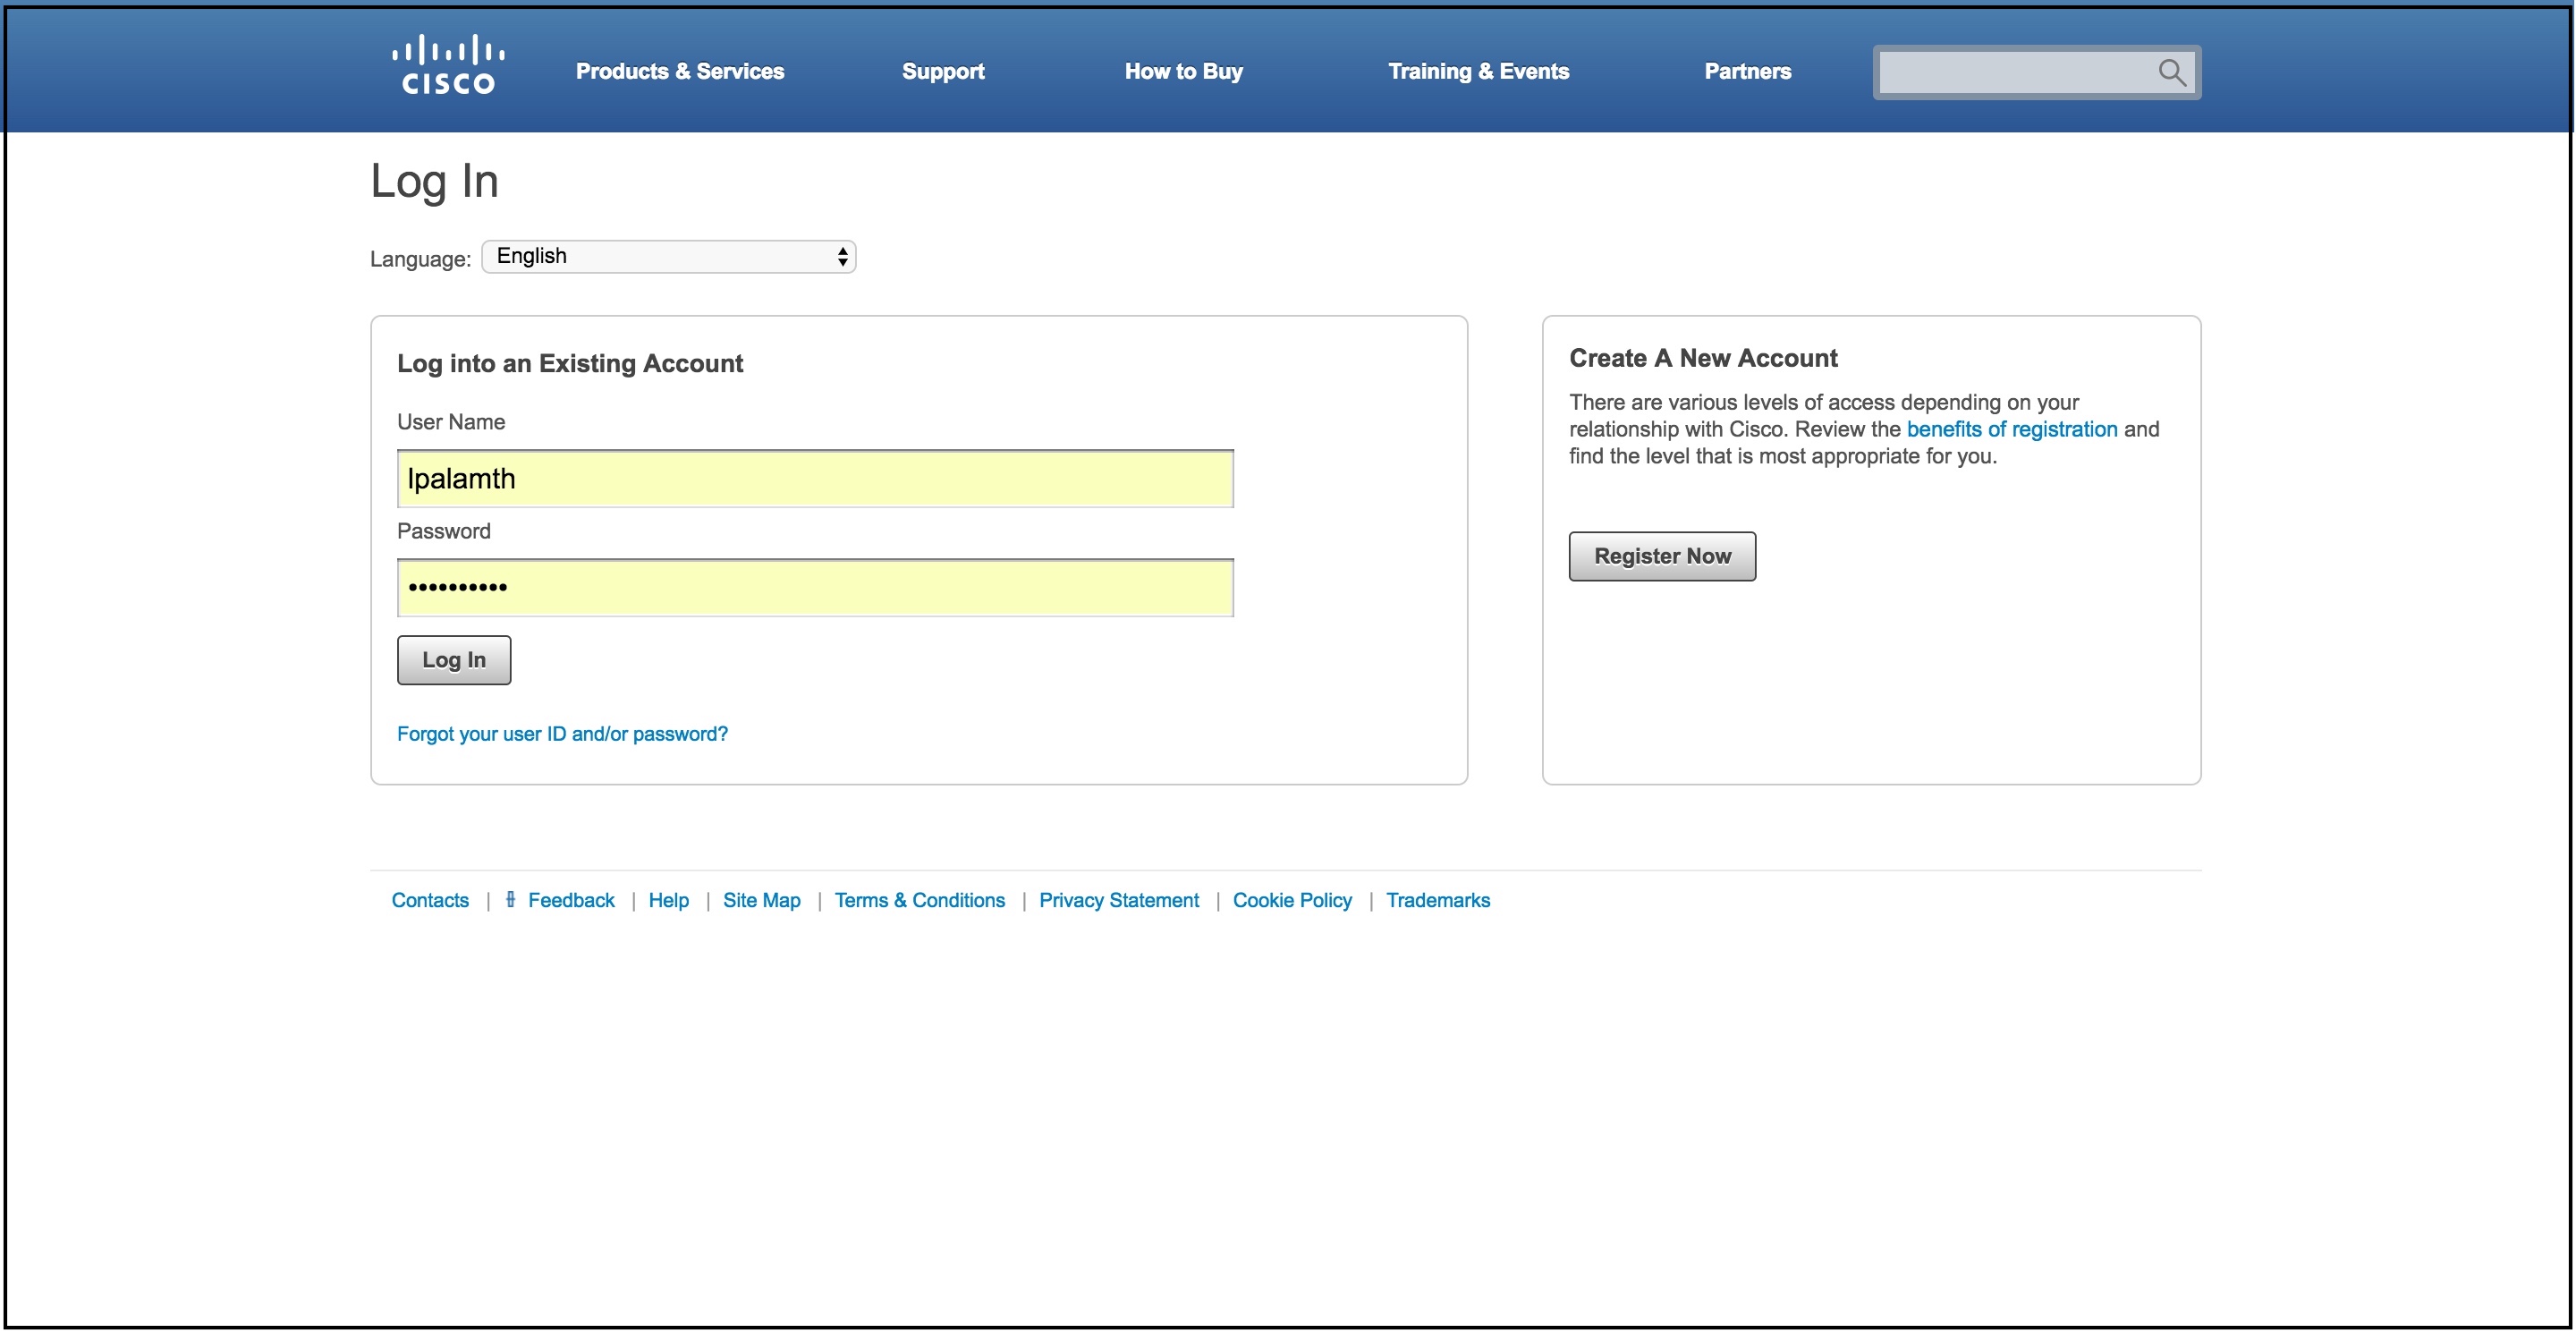 CISCO
Products & Services
Support
How to Buy
Training & Events
Partners
Log In
Language: English
Log into an Existing Account
User Name
lpalamth
Password
••••••••••
Log In
Forgot your user ID and/or password?
Create A New Account
There are various levels of access depending on your
relationship with Cisco. Review the benefits of registration and
find the level that is most appropriate for you.
Register Now
Contacts | Feedback | Help | Site Map | Terms & Conditions | Privacy Statement | Cookie Policy | Trademarks